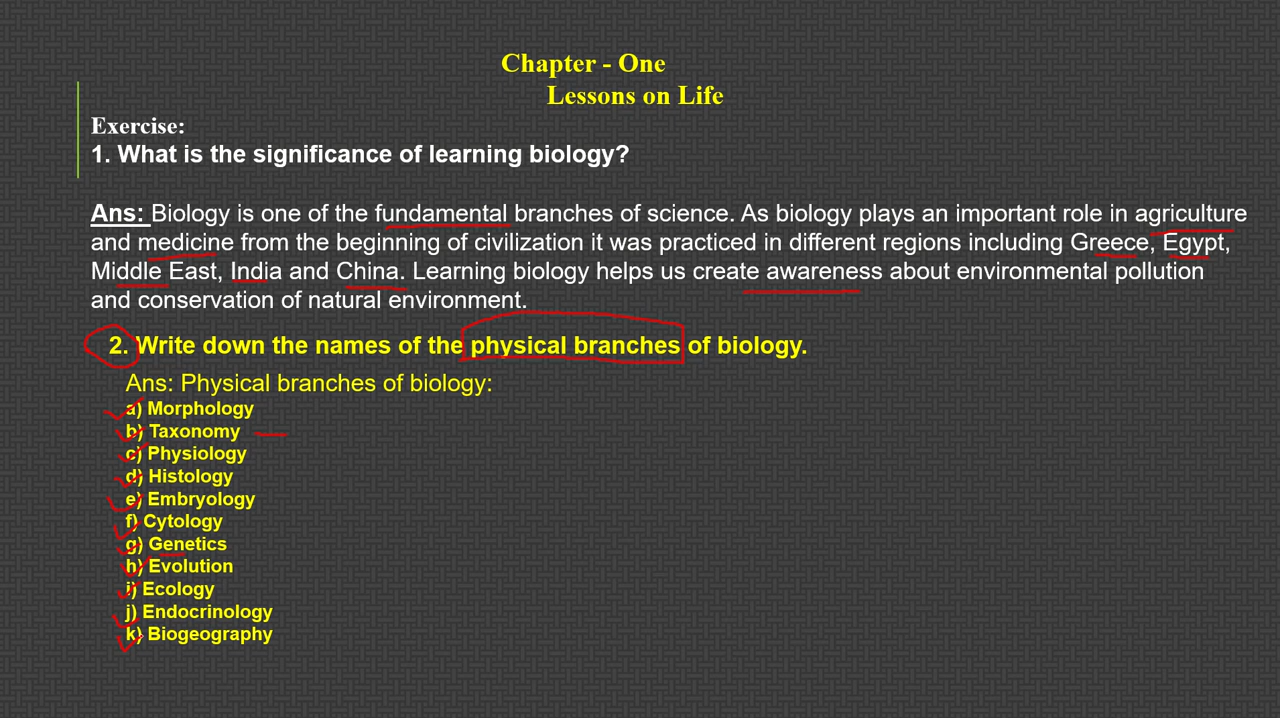 Chapter - One
Lessons on Life
Exercise:
1. What is the significance of learning biology?
Ans: Biology is one of the fundamental branches of science. As biology plays an important role in agriculture
and medicine from the beginning of civilization it was practiced in different regions including Greece, Egypt,
Middle East, India and China. Learning biology helps us create awareness about environmental pollution
and conservation of natural environment.
2. Write down the names of the physical branches of biology.
Ans: Physical branches of biology:
a) Morphology
b) Taxonomy
c) Physiology
d) Histology
e) Embryology
f) Cytology
g) Genetics
h) Evolution
i) Ecology
j) Endocrinology
k) Biogeography